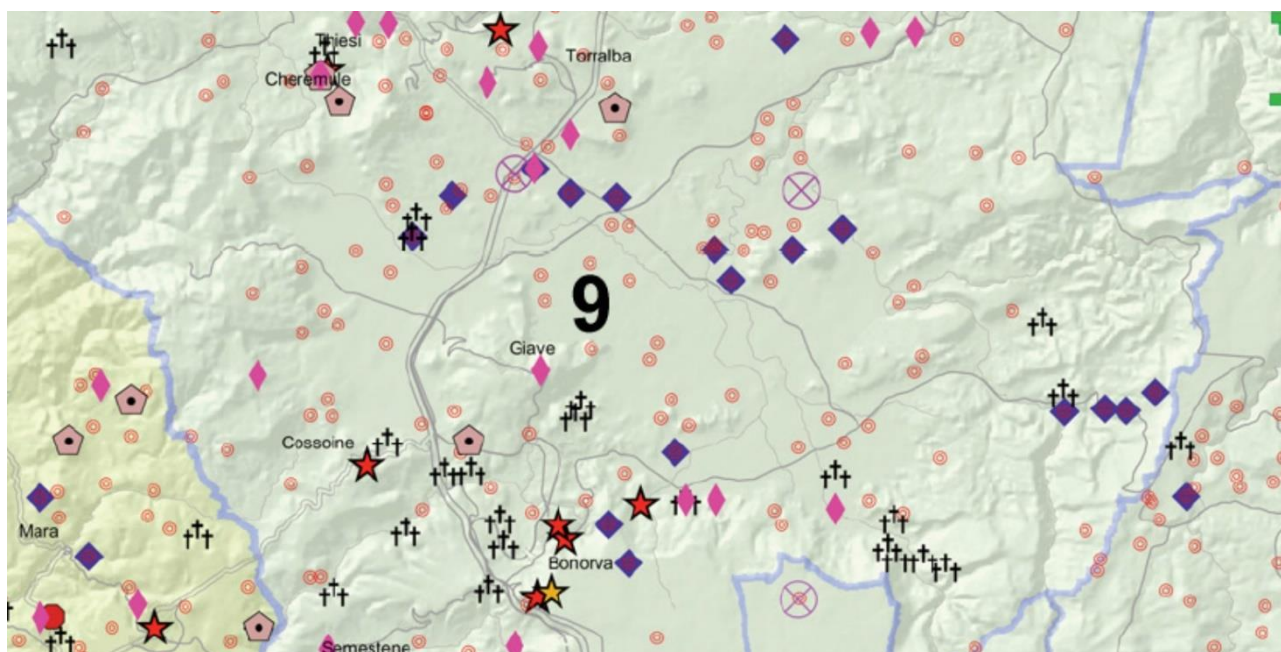 Thiesi
Torralba
Cheremule
9
Giave
Cossoine
Mara
Bonorva
Semestene